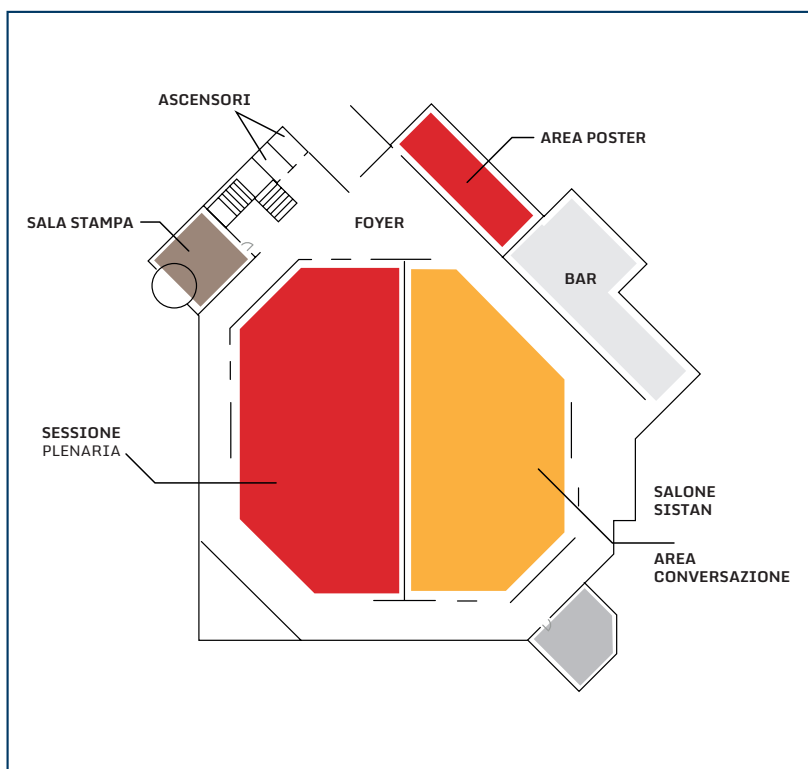 ASCENSORI
AREA POSTER
SALA STAMPA
FOYER
BAR
SESSIONE
PLENARIA
SALONE
SISTAN
AREA
CONVERSAZIONE